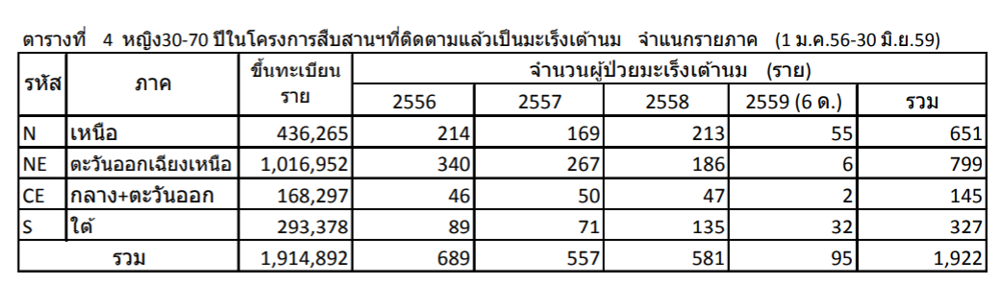 ตารางที่ 4 หญิง30-70 ปีในโครงการสืบสานฯที่ติดตามแล้วเป็นมะเร็งเต้านม จำแนกรายภาค (1 ม.ค.56-30 มิ.ย.59)
รหัส ภาค ขึ้นทะเบียน ราย จำนวนผู้ป่วยมะเร็งเต้านม (ราย)
2556 2557 2558 2559 (6 ด.) รวม
N เหนือ 436,265 214 169 213 55 651
NE ตะวันออกเฉียงเหนือ 1,016,952 340 267 186 6 799
CE กลาง+ตะวันออก 168,297 46 50 47 2 145
S ใต้ 293,378 89 71 135 32 327
รวม 1,914,892 689 557 581 95 1,922